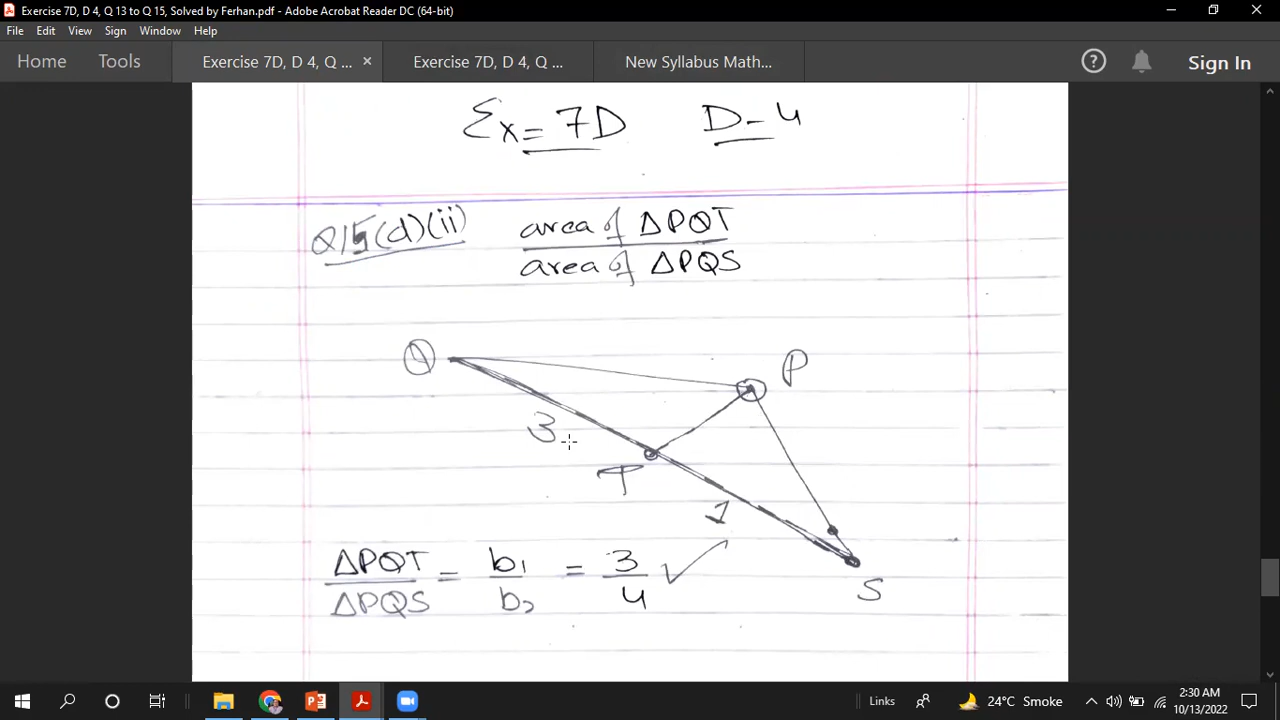 Exercise 7D, D 4, Q 13 to Q 15, Solved by Ferhan.pdf - Adobe Acrobat Reader DC (64-bit)
File Edit View Sign Window Help
Home Tools Exercise 7D, D 4, Q ... × Exercise 7D, D 4, Q ... New Syllabus Math... ? Sign In
Ex = 7D D-4
Q15(d)(ii) area of ΔPQT
area of ΔPQS
Q P
3
T
1
ΔPQT = b₁ = 3 ✓
ΔPQS b₂ 4
S
Links 24°C Smoke 2:30 AM
10/13/2022